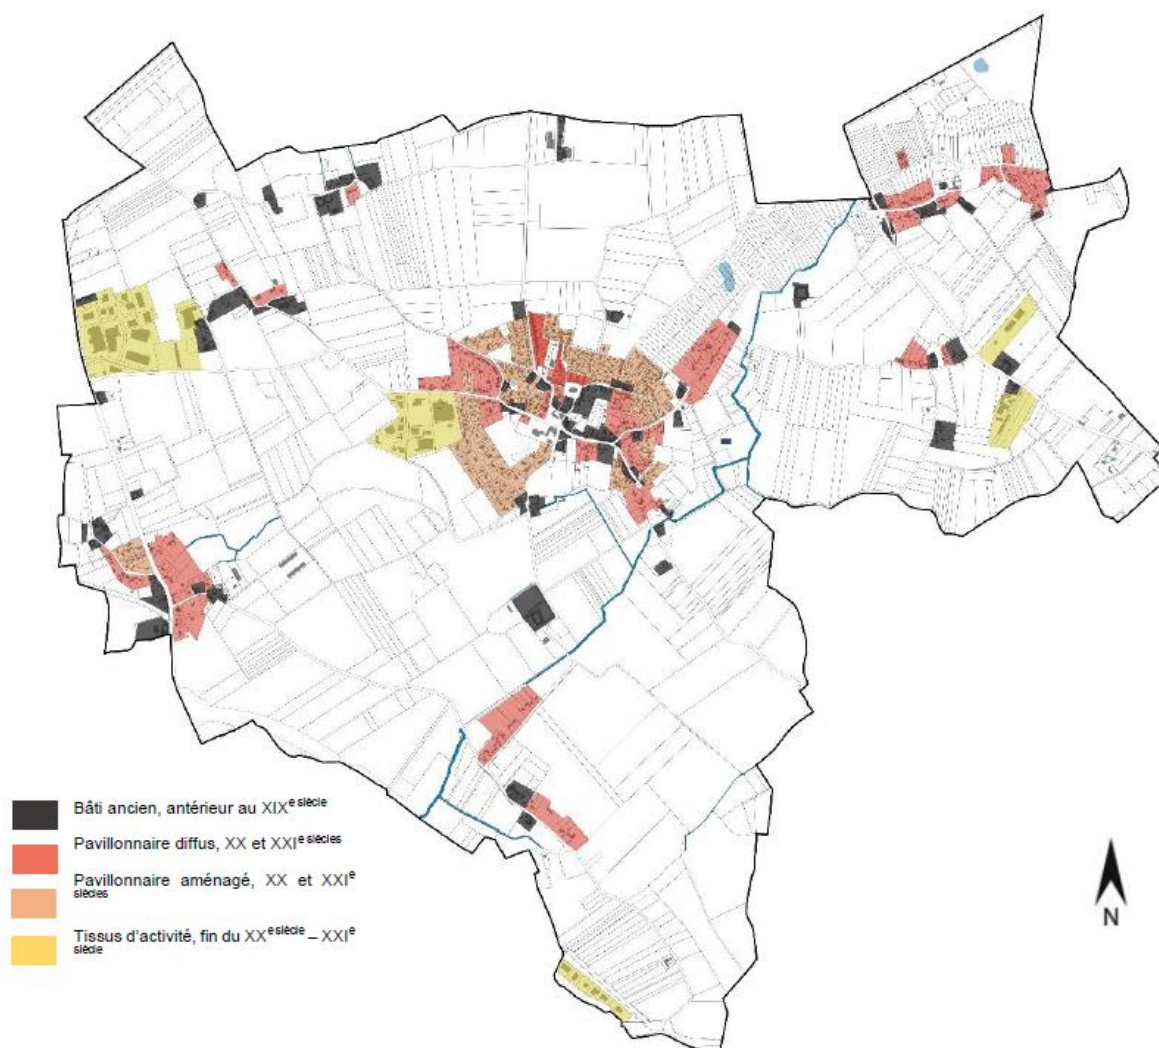 Bâti ancien, antérieur au XIXe siècle
Pavillonnaire diffus, XX et XXIe siècles
Pavillonnaire aménagé, XX et XXIe
siècles
Tissus d'activité, fin du XXe siècle – XXIe
siècle
N